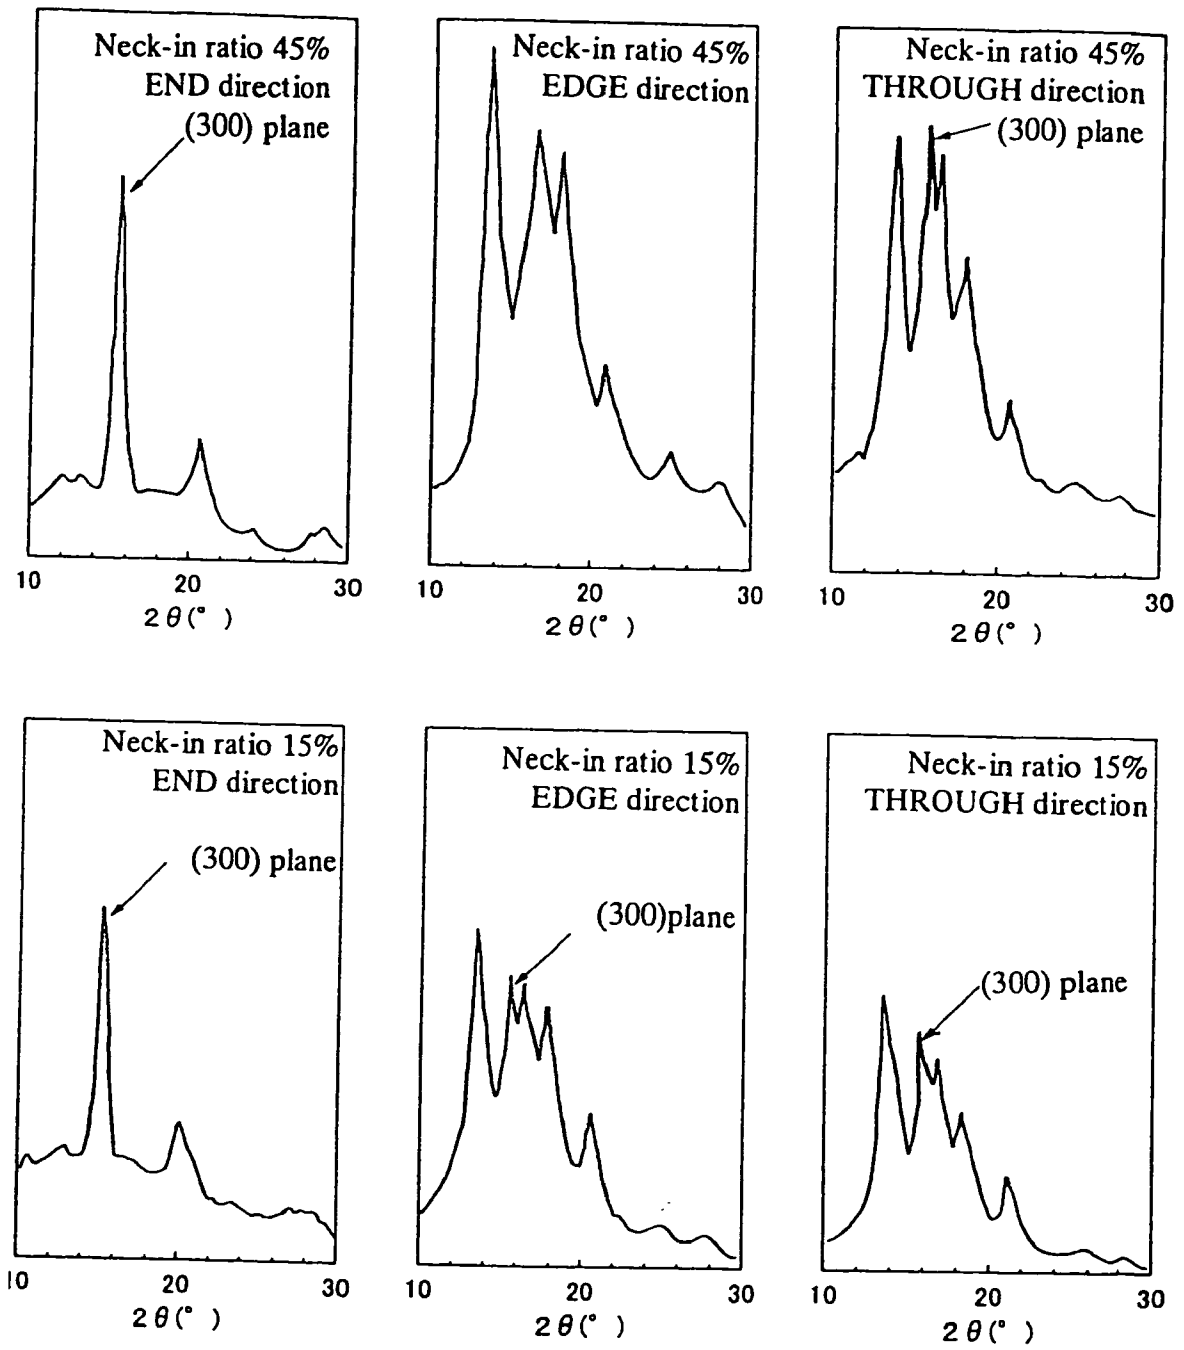 Neck-in ratio 45%
END direction
(300) plane
10 20 30
2θ(° )
Neck-in ratio 45%
EDGE direction
10 20 30
2θ(° )
Neck-in ratio 45%
THROUGH direction
(300) plane
10 20 30
2θ(° )
Neck-in ratio 15%
END direction
(300) plane
10 20 30
2θ(° )
Neck-in ratio 15%
EDGE direction
(300)plane
10 20 30
2θ(° )
Neck-in ratio 15%
THROUGH direction
(300) plane
10 20 30
2θ(° )